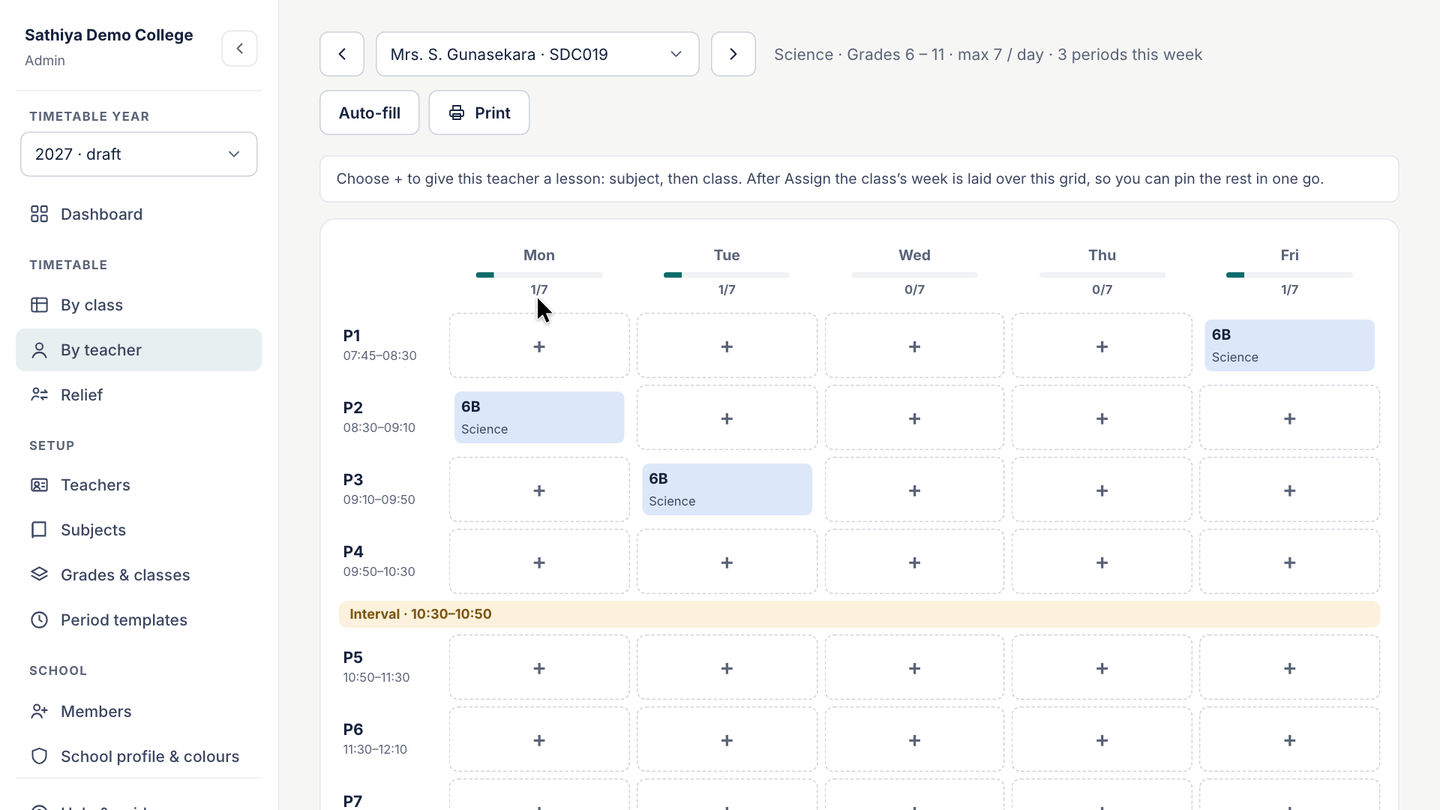 Sathiya Demo College
Admin
TIMETABLE YEAR
2027 · draft
Dashboard
TIMETABLE
By class
By teacher
Relief
SETUP
Teachers
Subjects
Grades & classes
Period templates
SCHOOL
Members
School profile & colours
Mrs. S. Gunasekara · SDC019
Science · Grades 6 – 11 · max 7 / day · 3 periods this week
Auto-fill
Print
Choose + to give this teacher a lesson: subject, then class. After Assign the class’s week is laid over this grid, so you can pin the rest in one go.
Mon Tue Wed Thu Fri
1/7 1/7 0/7 0/7 1/7
P1
07:45–08:30
+ + + +
6B
Science
P2
08:30–09:10
6B
Science
+ + + +
P3
09:10–09:50
+
6B
Science
+ + +
P4
09:50–10:30
+ + + + +
Interval · 10:30–10:50
P5
10:50–11:30
+ + + + +
P6
11:30–12:10
+ + + + +
P7